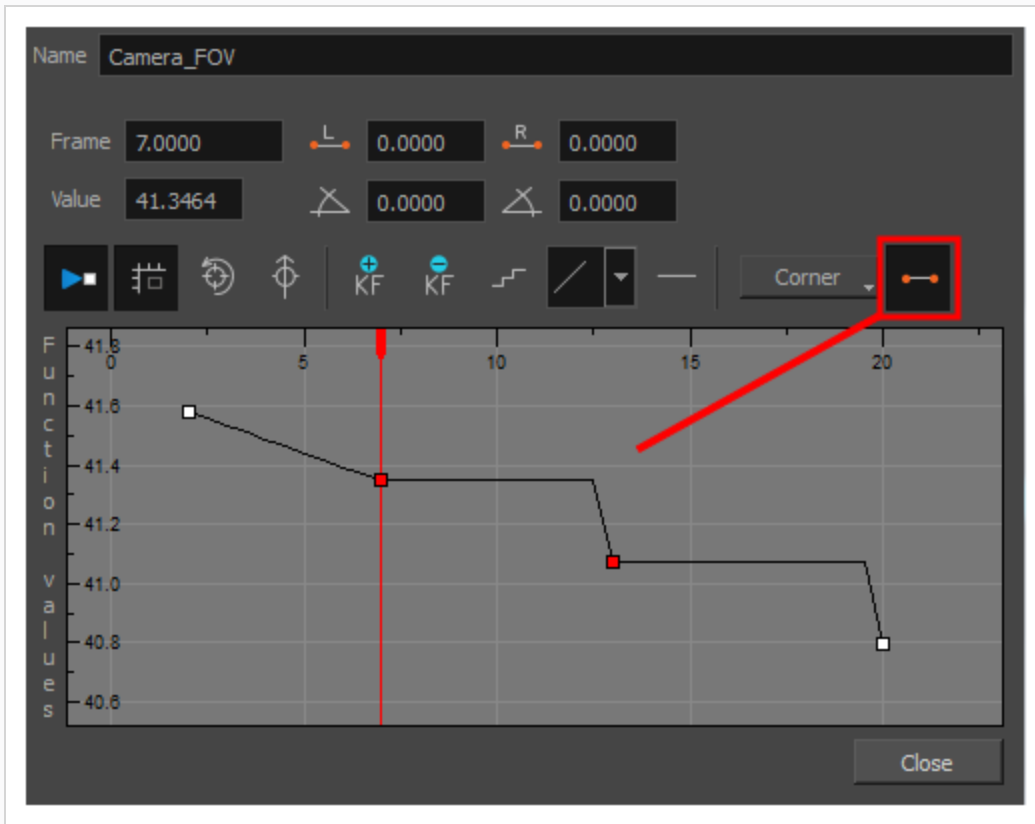 Name Camera_FOV
Frame 7.0000 L 0.0000 R 0.0000
Value 41.3464 0.0000 0.0000
KF KF Corner
Function values
41.8
0 5 10 15 20
41.6
41.4
41.2
41.0
40.8
40.6
Close